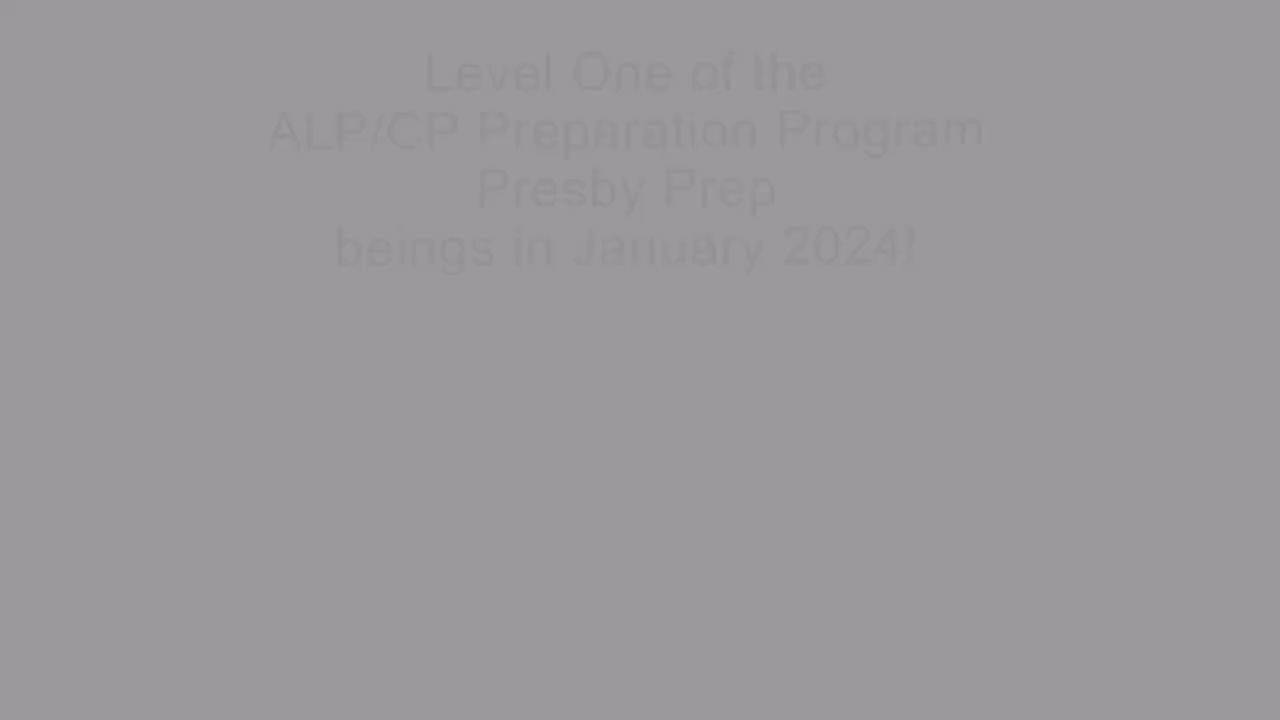 Level One of the
ALP/CP Preparation Program
Presby Prep
beings in January 2024!